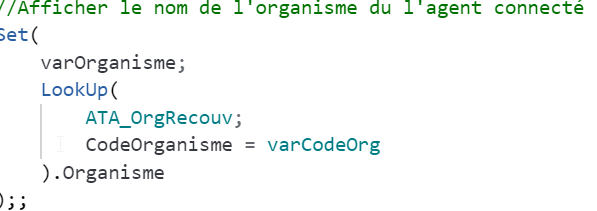 //Afficher le nom de l'organisme du l'agent connecté
Set(
varOrganisme;
LookUp(
ATA_OrgRecouv;
CodeOrganisme = varCodeOrg
).Organisme
);;